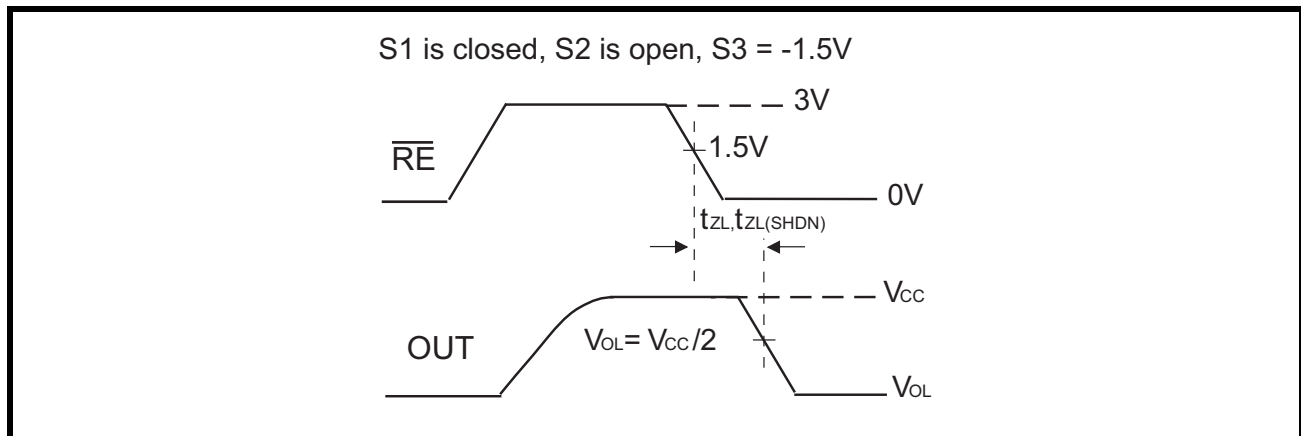 S1 is closed, S2 is open, S3 = -1.5V
3V
1.5V
RE
0V
tZL,tZL(SHDN)
VCC
VOL= VCC/2
OUT
VOL